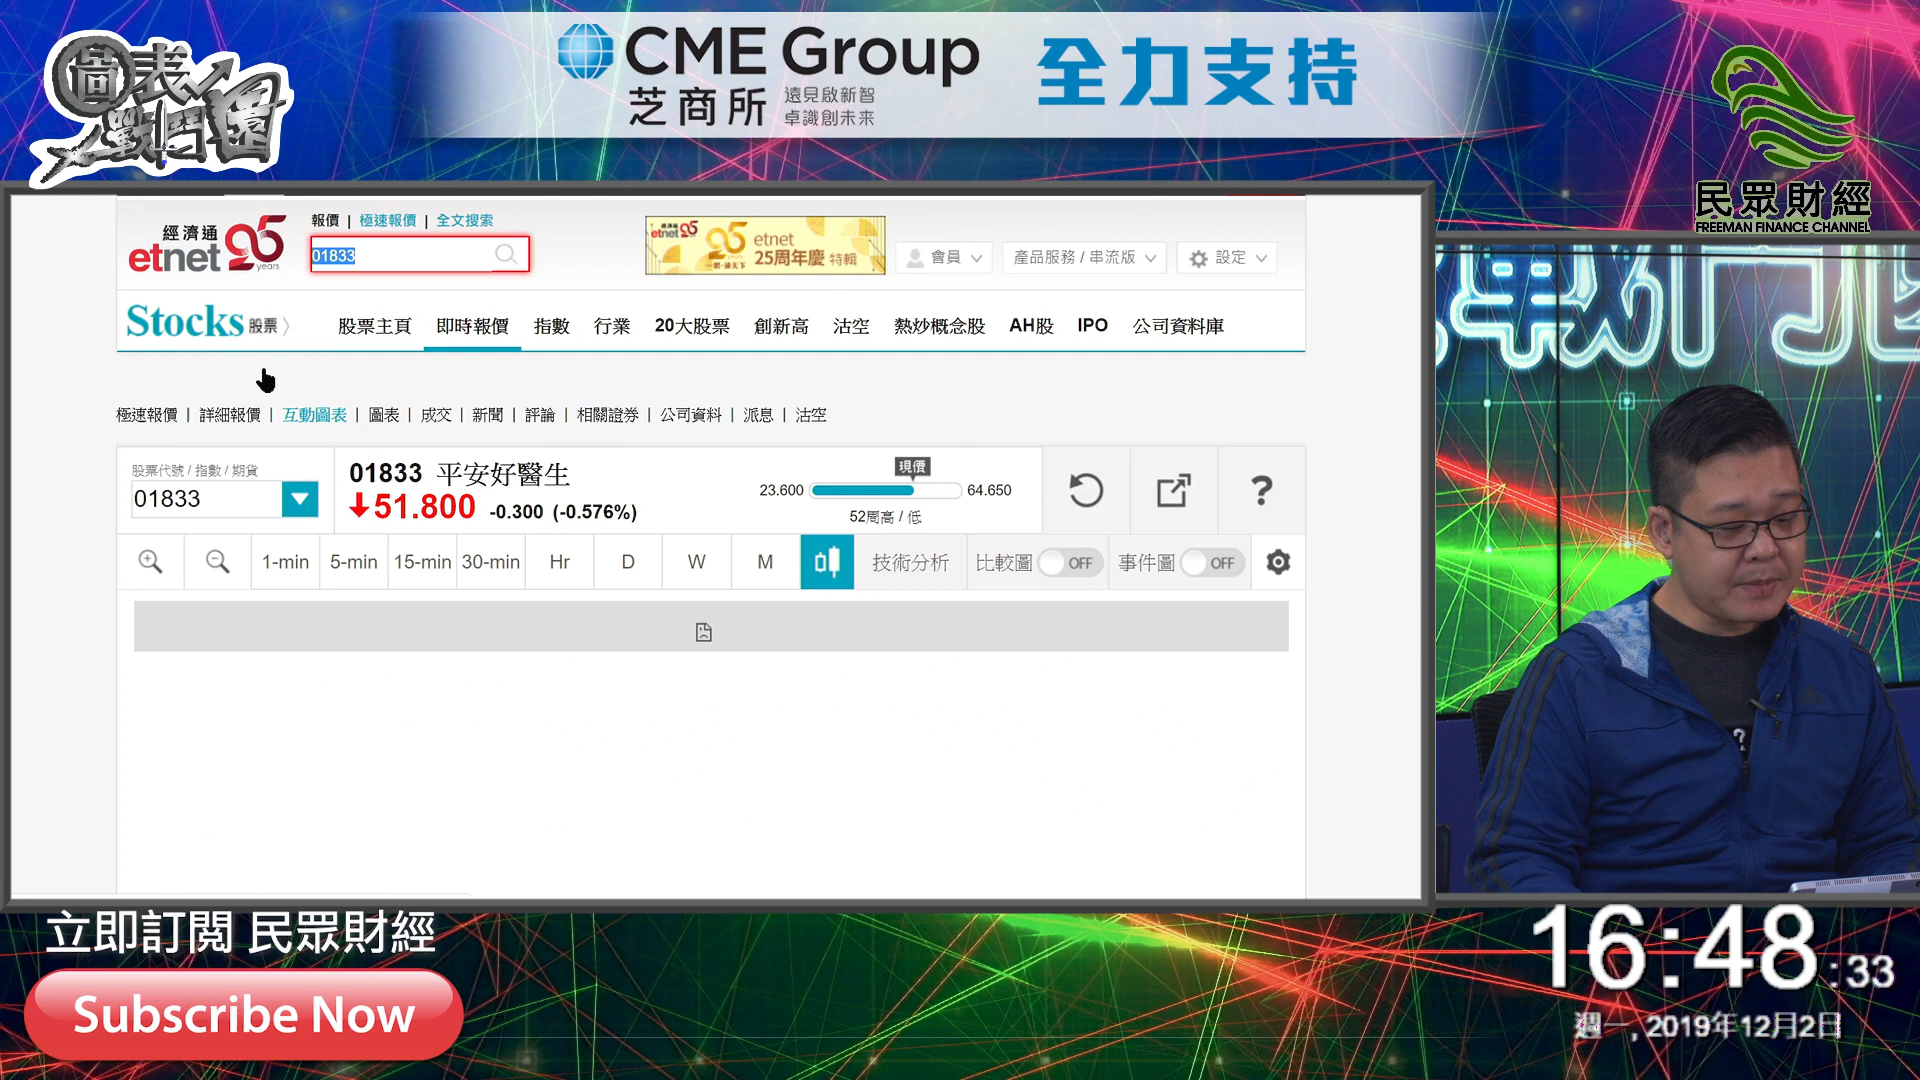 CME Group
芝商所
遠見啟新智
卓識創未来
全力支持
圖表
戰鬥圈
民眾財經
FREEMAN FINANCE CHANNEL
經濟通
etnet 25 years
報價 | 極速報價 | 全文搜索
01833
etnet 25
etnet
25周年慶 特輯
會員
產品服務 / 串流版
設定
Stocks 股票
股票主頁 即時報價 指數 行業 20大股票 創新高 沽空 熱炒概念股 AH股 IPO 公司資料庫
極速報價 | 詳細報價 | 互動圖表 | 圖表 | 成交 | 新聞 | 評論 | 相關證券 | 公司資料 | 派息 | 沽空
股票代號 / 指數 / 期貨
01833
01833 平安好醫生
51.800 -0.300 (-0.576%)
現價
23.600 64.650
52周高 / 低
?
1-min 5-min 15-min 30-min Hr D W M 技術分析 比較圖 OFF 事件圖 OFF
立即訂閱 民眾財經
Subscribe Now
16:48:33
週一, 2019年12月2日